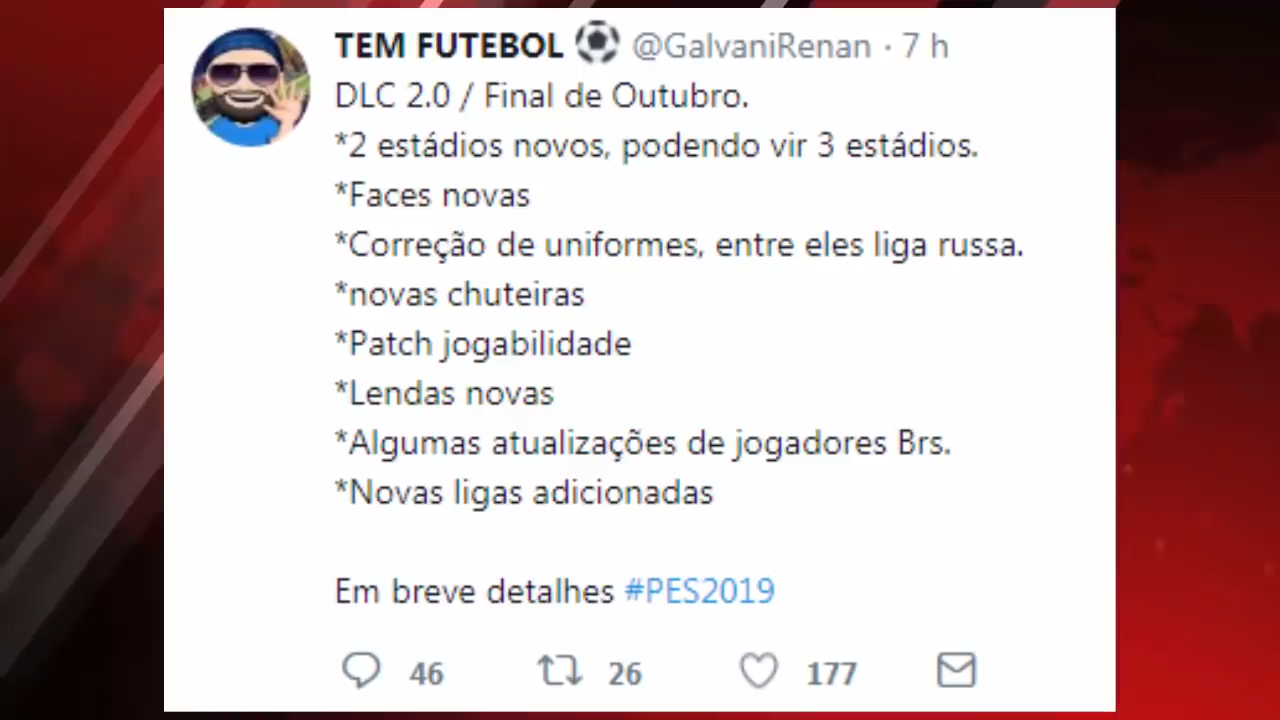 TEM FUTEBOL ⚽ @GalvaniRenan · 7 h
DLC 2.0 / Final de Outubro.
*2 estádios novos, podendo vir 3 estádios.
*Faces novas
*Correção de uniformes, entre eles liga russa.
*novas chuteiras
*Patch jogabilidade
*Lendas novas
*Algumas atualizações de jogadores Brs.
*Novas ligas adicionadas
Em breve detalhes #PES2019
46 26 177